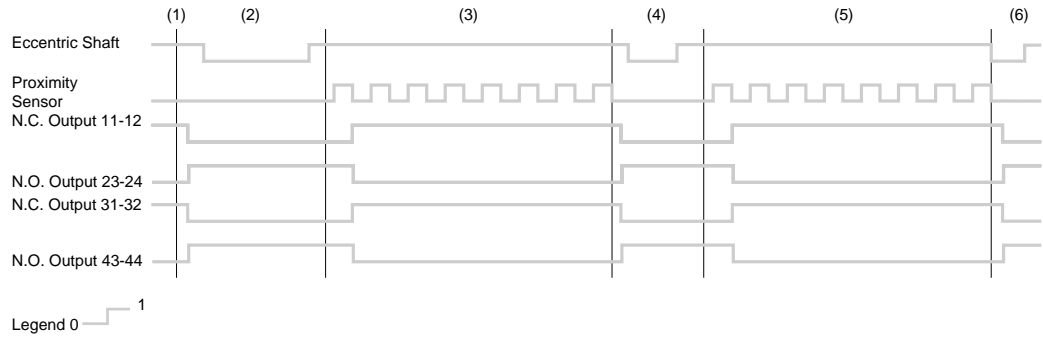 (1) (2) (3) (4) (5) (6)
Eccentric Shaft
Proximity
Sensor
N.C. Output 11-12
N.O. Output 23-24
N.C. Output 31-32
N.O. Output 43-44
1
Legend 0